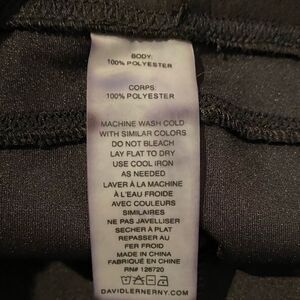 BODY:
100% POLYESTER
CORPS:
100% POLYESTER
MACHINE WASH COLD
WITH SIMILAR COLORS
DO NOT BLEACH
LAY FLAT TO DRY
USE COOL IRON
AS NEEDED
LAVER À LA MACHINE
À L'EAU FROIDE
AVEC COULEURS
SIMILAIRES
NE PAS JAVELLISER
SECHER À PLAT
REPASSER AU
FER FROID
MADE IN CHINA
FABRIQUÉ EN CHINE
RN# 126720
DAVIDLERNERNY.COM